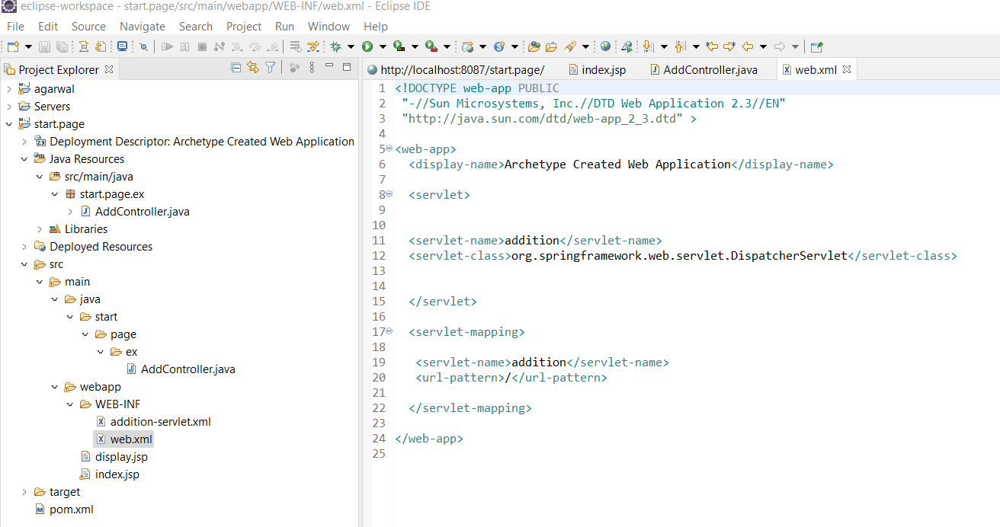 eclipse-workspace - start.page/src/main/webapp/WEB-INF/web.xml - Eclipse IDE
File Edit Source Navigate Search Project Run Window Help
Project Explorer
agarwal
Servers
start.page
Deployment Descriptor: Archetype Created Web Application
Java Resources
src/main/java
start.page.ex
AddController.java
Libraries
Deployed Resources
src
main
java
start
page
ex
AddController.java
webapp
WEB-INF
addition-servlet.xml
web.xml
display.jsp
index.jsp
target
pom.xml
http://localhost:8087/start.page/ index.jsp AddController.java web.xml
1 <!DOCTYPE web-app PUBLIC
2 "-//Sun Microsystems, Inc.//DTD Web Application 2.3//EN"
3 "http://java.sun.com/dtd/web-app_2_3.dtd" >
4
5 <web-app>
6 <display-name>Archetype Created Web Application</display-name>
7
8 <servlet>
9
10
11 <servlet-name>addition</servlet-name>
12 <servlet-class>org.springframework.web.servlet.DispatcherServlet</servlet-class>
13
14
15 </servlet>
16
17 <servlet-mapping>
18
19 <servlet-name>addition</servlet-name>
20 <url-pattern>/</url-pattern>
21
22 </servlet-mapping>
23
24 </web-app>
25